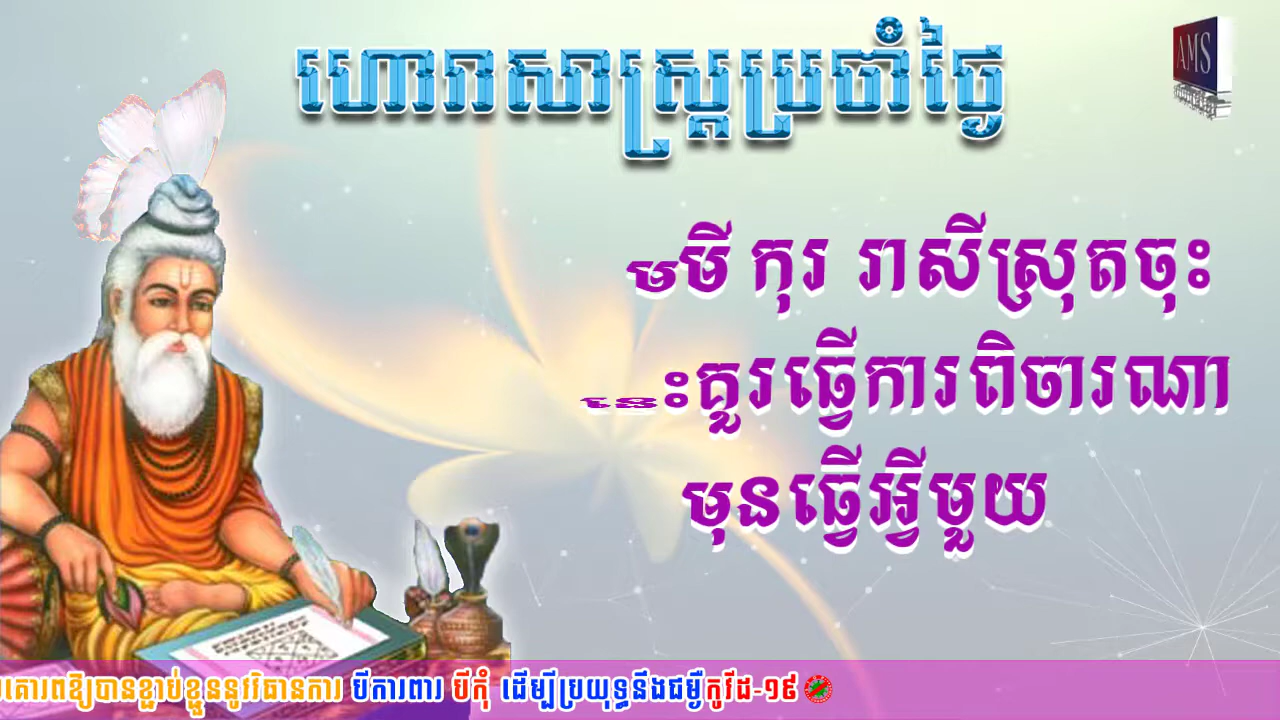 ហោរាសាស្ត្រប្រចាំថ្ងៃ
AMS
មមី កុរ រាសីស្រុតចុះ
នេះគួរធ្វើការពិចារណា
មុនធ្វើអ្វីមួយ
គោរពឱ្យបានខ្ជាប់ខ្ជួននូវវិធានការ បីការពារ បីកុំ ដើម្បីប្រយុទ្ធនឹងជម្ងឺកូវីដ-១៩